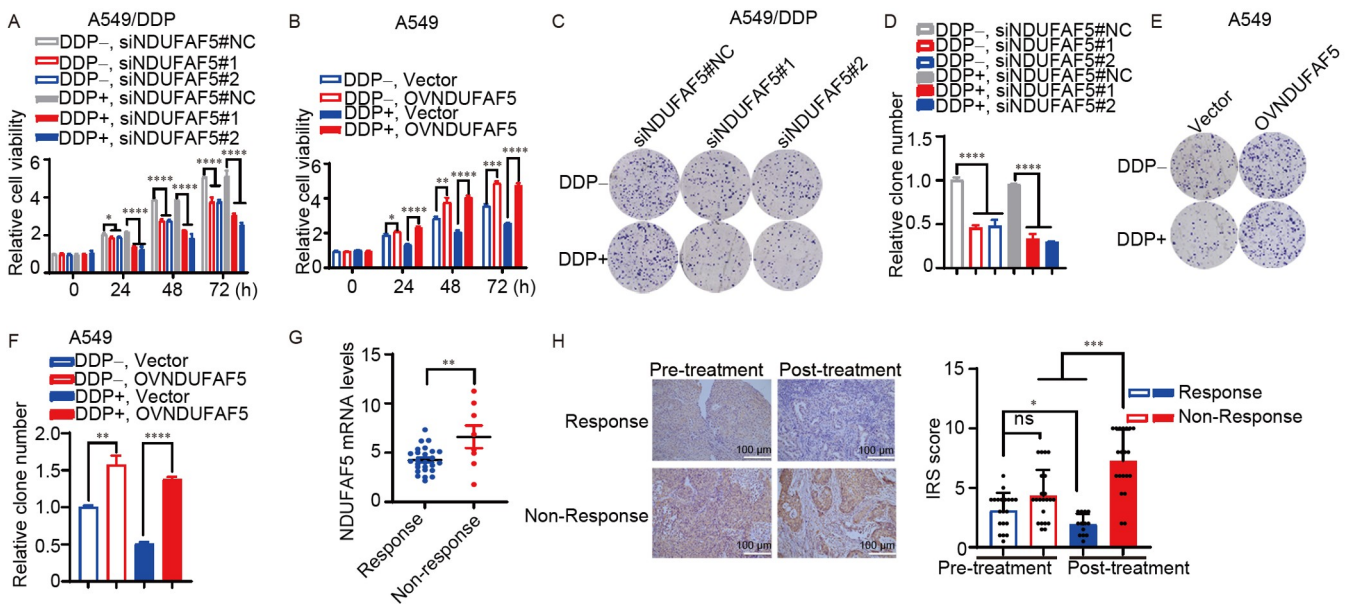 A
A549/DDP
DDP−, siNDUFAF5#NC
DDP−, siNDUFAF5#1
DDP−, siNDUFAF5#2
DDP+, siNDUFAF5#NC
DDP+, siNDUFAF5#1
DDP+, siNDUFAF5#2
Relative cell viability
6
4
2
0
* **** **** **** **** ****
0 24 48 72 (h)
B
A549
DDP−, Vector
DDP−, OVNDUFAF5
DDP+, Vector
DDP+, OVNDUFAF5
Relative cell viability
6
4
2
0
* **** ** **** *** ****
0 24 48 72 (h)
C
A549/DDP
siNDUFAF5#NC
siNDUFAF5#1
siNDUFAF5#2
DDP−
DDP+
D
DDP−, siNDUFAF5#NC
DDP−, siNDUFAF5#1
DDP−, siNDUFAF5#2
DDP+, siNDUFAF5#NC
DDP+, siNDUFAF5#1
DDP+, siNDUFAF5#2
Relative clone number
1.5
1.0
0.5
0
**** ****
E
A549
Vector
OVNDUFAF5
DDP−
DDP+
F
A549
DDP−, Vector
DDP−, OVNDUFAF5
DDP+, Vector
DDP+, OVNDUFAF5
Relative clone number
2.0
1.5
1.0
0.5
0
** ****
G
NDUFAF5 mRNA levels
15
10
5
0
**
Response
Non-response
H
Pre-treatment Post-treatment
Response
Non-Response
100 μm
100 μm
100 μm
100 μm
IRS score
15
10
5
0
***
*
ns
Response
Non-Response
Pre-treatment Post-treatment